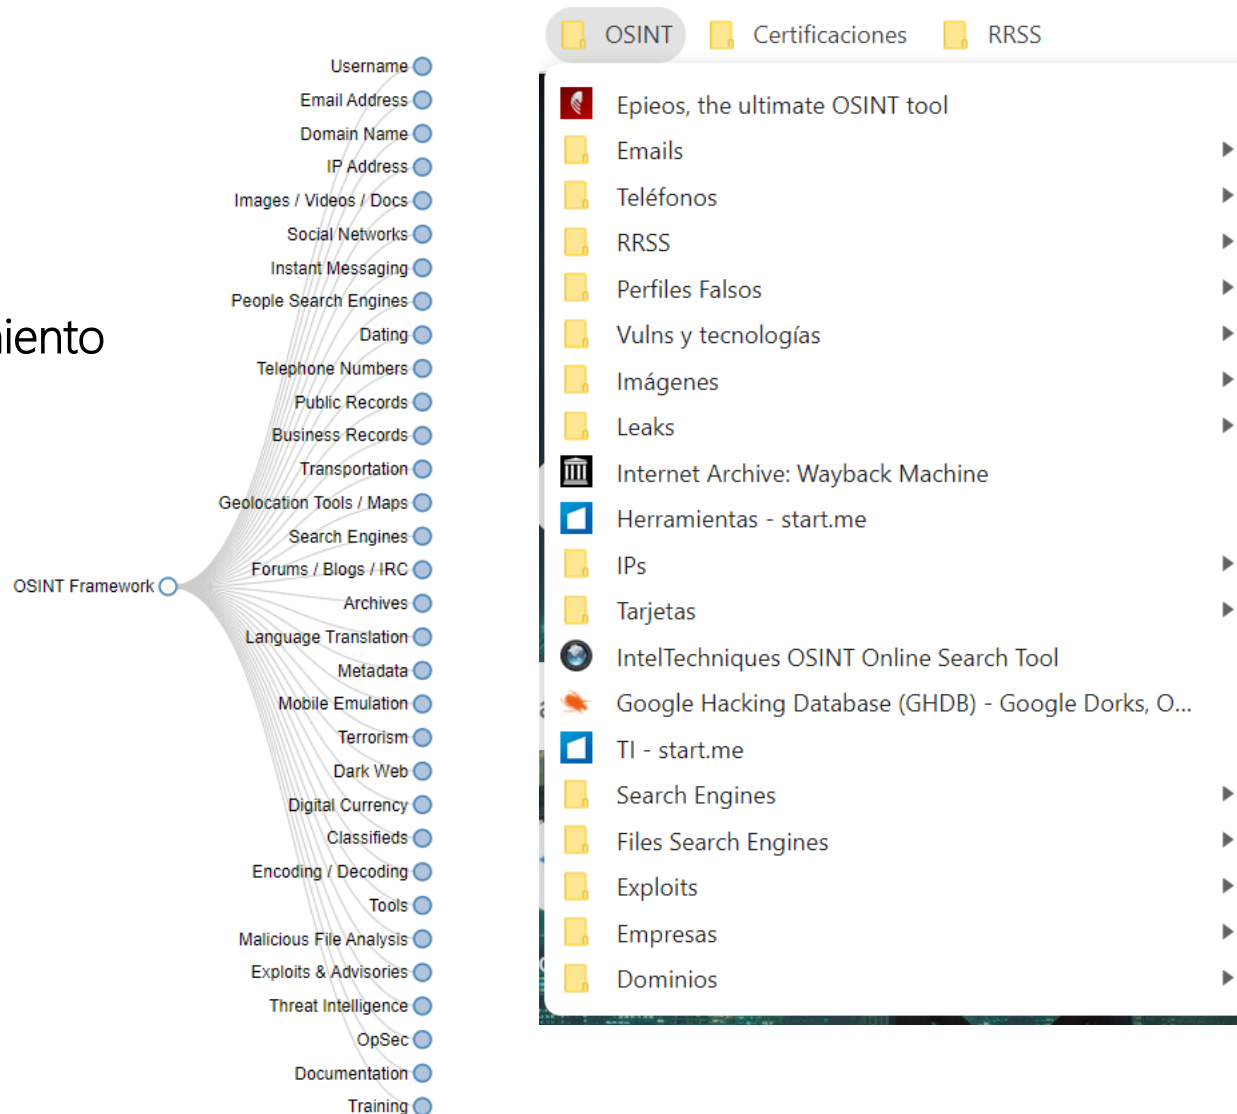 Username
Email Address
Domain Name
IP Address
Images / Videos / Docs
Social Networks
Instant Messaging
People Search Engines
Dating
Telephone Numbers
Public Records
Business Records
Transportation
Geolocation Tools / Maps
Search Engines
Forums / Blogs / IRC
Archives
Language Translation
Metadata
Mobile Emulation
Terrorism
Dark Web
Digital Currency
Classifieds
Encoding / Decoding
Tools
Malicious File Analysis
Exploits & Advisories
Threat Intelligence
OpSec
Documentation
Training
OSINT Framework
OSINT Certificaciones RRSS
Epieos, the ultimate OSINT tool
Emails
Teléfonos
RRSS
Perfiles Falsos
Vulns y tecnologías
Imágenes
Leaks
Internet Archive: Wayback Machine
Herramientas - start.me
IPs
Tarjetas
IntelTechniques OSINT Online Search Tool
Google Hacking Database (GHDB) - Google Dorks, O...
TI - start.me
Search Engines
Files Search Engines
Exploits
Empresas
Dominios